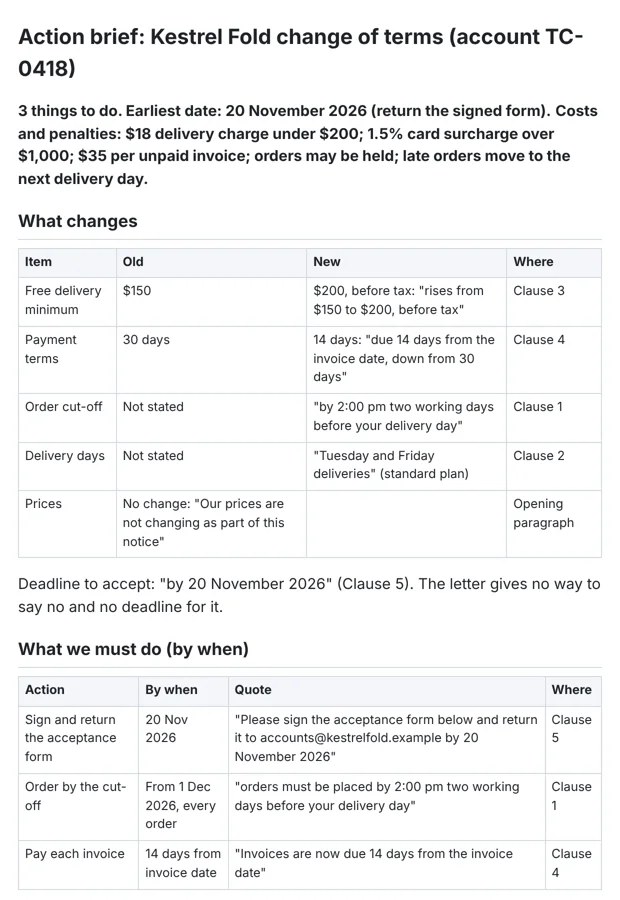 Action brief: Kestrel Fold change of terms (account TC-
0418)
3 things to do. Earliest date: 20 November 2026 (return the signed form). Costs
and penalties: $18 delivery charge under $200; 1.5% card surcharge over
$1,000; $35 per unpaid invoice; orders may be held; late orders move to the
next delivery day.
What changes
Item Old New Where
Free delivery
minimum
$150
$200, before tax: "rises from
$150 to $200, before tax"
Clause 3
Payment
terms
30 days
14 days: "due 14 days from the
invoice date, down from 30
days"
Clause 4
Order cut-off
Not stated
"by 2:00 pm two working days
before your delivery day"
Clause 1
Delivery days
Not stated
"Tuesday and Friday
deliveries" (standard plan)
Clause 2
Prices
No change: "Our prices are
not changing as part of this
notice"
Opening
paragraph
Deadline to accept: "by 20 November 2026" (Clause 5). The letter gives no way to
say no and no deadline for it.
What we must do (by when)
Action By when Quote Where
Sign and return
the acceptance
form
20 Nov
2026
"Please sign the acceptance form below and return
it to accounts@kestrelfold.example by 20
November 2026"
Clause
5
Order by the cut-
off
From 1 Dec
2026, every
order
"orders must be placed by 2:00 pm two working
days before your delivery day"
Clause
1
Pay each invoice
14 days from
invoice date
"Invoices are now due 14 days from the invoice
date"
Clause
4